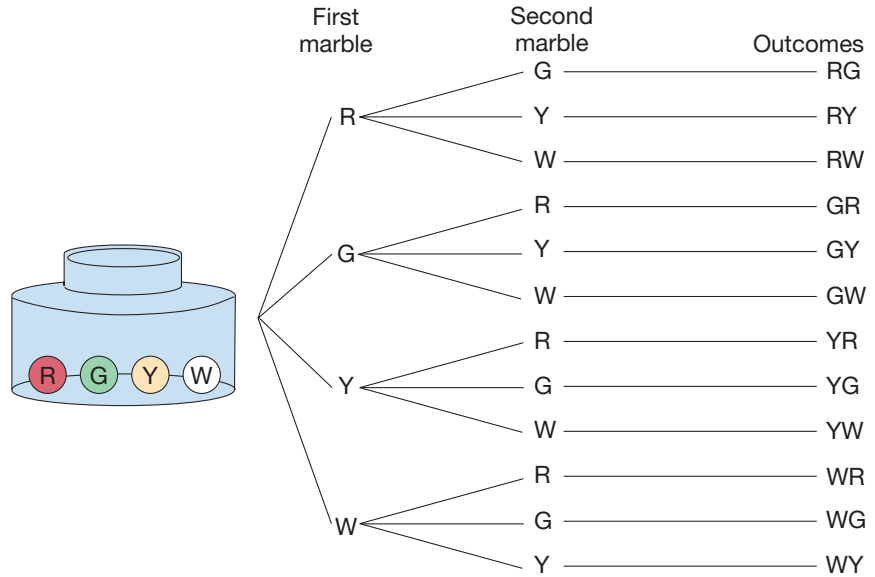 First
marble
Second
marble
Outcomes
G
RG
R
Y
RY
W
RW
R
GR
G
Y
GY
W
GW
R
YR
Y
G
YG
W
YW
R
WR
W
G
WG
Y
WY
R G Y W